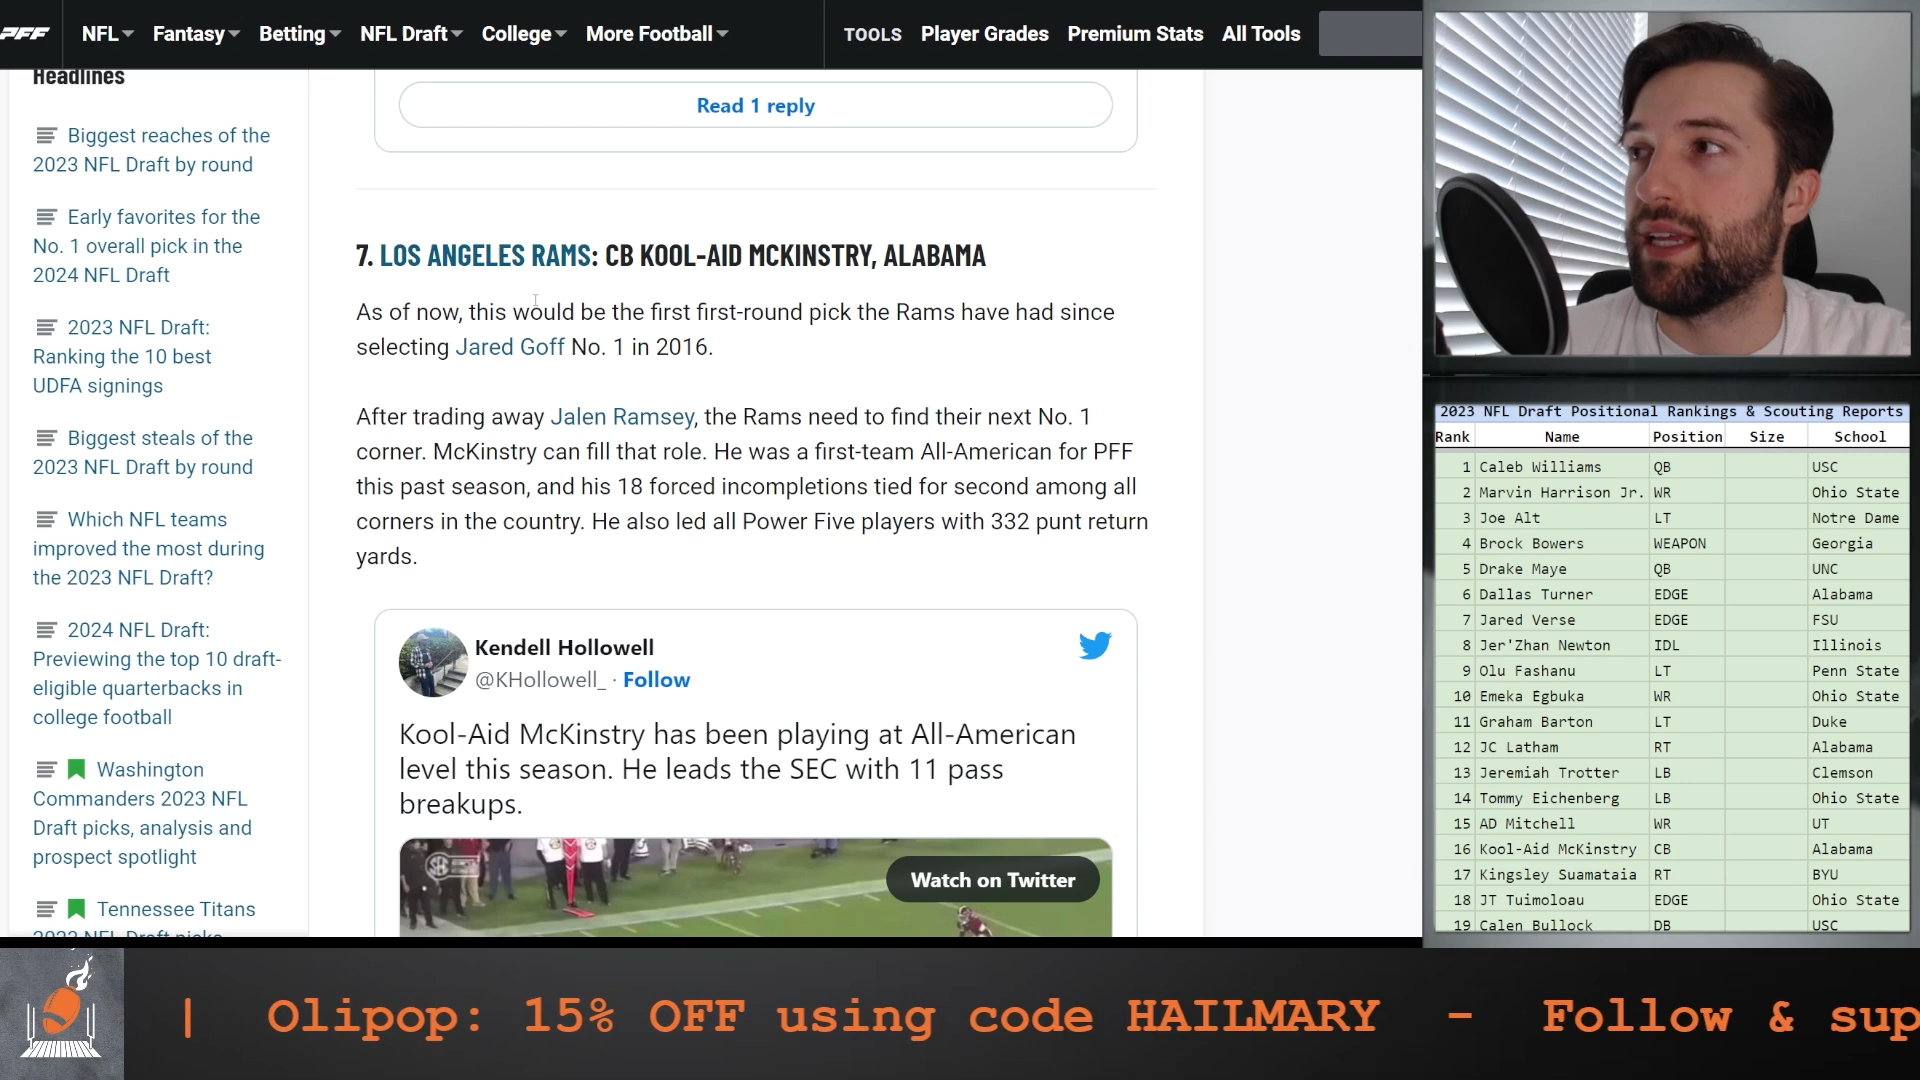 PFF
NFL
Fantasy
Betting
NFL Draft
College
More Football
TOOLS
Player Grades
Premium Stats
All Tools
Headlines
Biggest reaches of the
2023 NFL Draft by round
Early favorites for the
No. 1 overall pick in the
2024 NFL Draft
2023 NFL Draft:
Ranking the 10 best
UDFA signings
Biggest steals of the
2023 NFL Draft by round
Which NFL teams
improved the most during
the 2023 NFL Draft?
2024 NFL Draft:
Previewing the top 10 draft-
eligible quarterbacks in
college football
Washington
Commanders 2023 NFL
Draft picks, analysis and
prospect spotlight
Tennessee Titans
2023 NFL Draft picks
Read 1 reply
7. LOS ANGELES RAMS: CB KOOL-AID MCKINSTRY, ALABAMA
As of now, this would be the first first-round pick the Rams have had since
selecting Jared Goff No. 1 in 2016.
After trading away Jalen Ramsey, the Rams need to find their next No. 1
corner. McKinstry can fill that role. He was a first-team All-American for PFF
this past season, and his 18 forced incompletions tied for second among all
corners in the country. He also led all Power Five players with 332 punt return
yards.
Kendell Hollowell
@KHollowell_ · Follow
Kool-Aid McKinstry has been playing at All-American
level this season. He leads the SEC with 11 pass
breakups.
SEC
Watch on Twitter
2023 NFL Draft Positional Rankings & Scouting Reports
Rank Name Position Size School
1 Caleb Williams QB USC
2 Marvin Harrison Jr. WR Ohio State
3 Joe Alt LT Notre Dame
4 Brock Bowers WEAPON Georgia
5 Drake Maye QB UNC
6 Dallas Turner EDGE Alabama
7 Jared Verse EDGE FSU
8 Jer'Zhan Newton IDL Illinois
9 Olu Fashanu LT Penn State
10 Emeka Egbuka WR Ohio State
11 Graham Barton LT Duke
12 JC Latham RT Alabama
13 Jeremiah Trotter LB Clemson
14 Tommy Eichenberg LB Ohio State
15 AD Mitchell WR UT
16 Kool-Aid McKinstry CB Alabama
17 Kingsley Suamataia RT BYU
18 JT Tuimoloau EDGE Ohio State
19 Calen Bullock DB USC
| Olipop: 15% OFF using code HAILMARY - Follow & sup